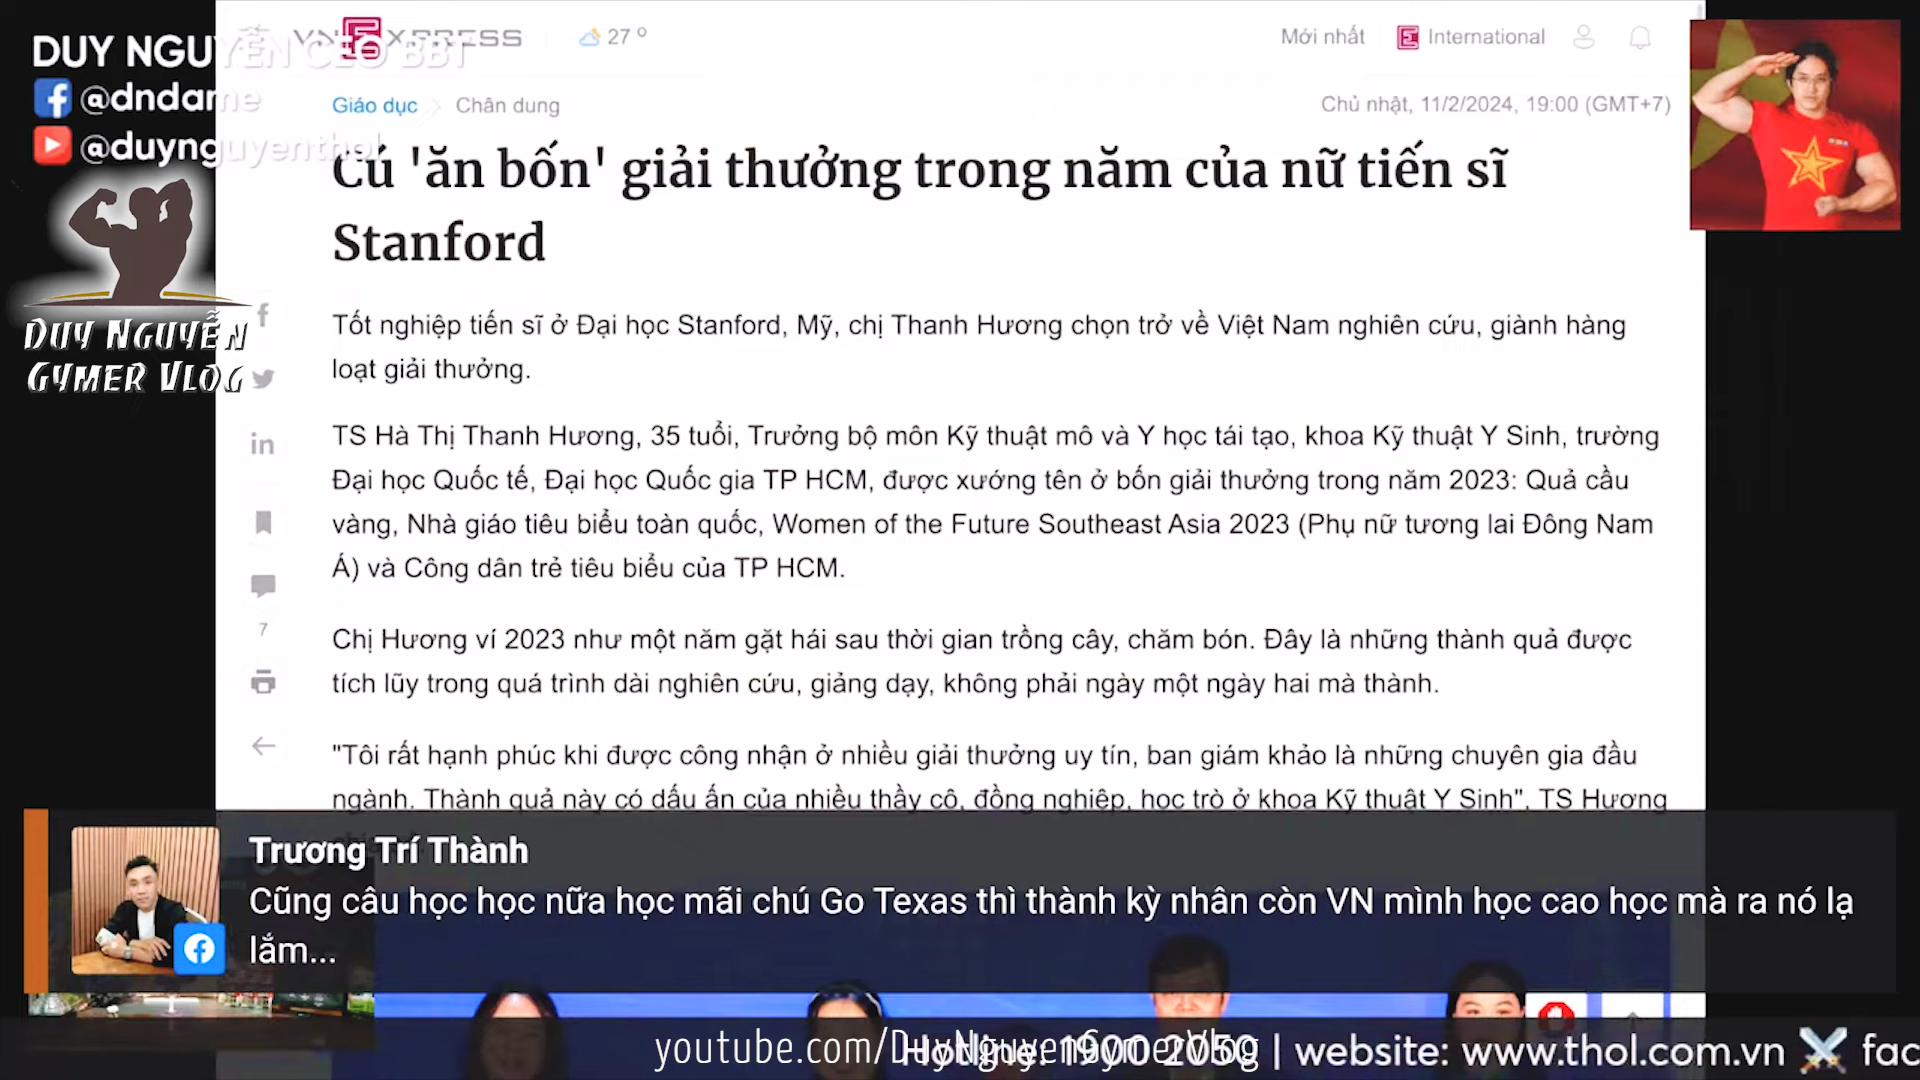 DUY NGUYỄN CEO BBT
@dndame
@duynguyenthol
VNEXPRESS
27 °
Mới nhất
International
Giáo dục
Chân dung
Chủ nhật, 11/2/2024, 19:00 (GMT+7)
Cú 'ăn bốn' giải thưởng trong năm của nữ tiến sĩ
Stanford
DUY NGUYỄN
GYMER VLOG
Tốt nghiệp tiến sĩ ở Đại học Stanford, Mỹ, chị Thanh Hương chọn trở về Việt Nam nghiên cứu, giành hàng
loạt giải thưởng.
TS Hà Thị Thanh Hương, 35 tuổi, Trưởng bộ môn Kỹ thuật mô và Y học tái tạo, khoa Kỹ thuật Y Sinh, trường
Đại học Quốc tế, Đại học Quốc gia TP HCM, được xướng tên ở bốn giải thưởng trong năm 2023: Quả cầu
vàng, Nhà giáo tiêu biểu toàn quốc, Women of the Future Southeast Asia 2023 (Phụ nữ tương lai Đông Nam
Á) và Công dân trẻ tiêu biểu của TP HCM.
7
Chị Hương ví 2023 như một năm gặt hái sau thời gian trồng cây, chăm bón. Đây là những thành quả được
tích lũy trong quá trình dài nghiên cứu, giảng dạy, không phải ngày một ngày hai mà thành.
"Tôi rất hạnh phúc khi được công nhận ở nhiều giải thưởng uy tín, ban giám khảo là những chuyên gia đầu
ngành. Thành quả này có dấu ấn của nhiều thầy cô, đồng nghiệp, học trò ở khoa Kỹ thuật Y Sinh", TS Hương
Trương Trí Thành
Cũng câu học học nữa học mãi chú Go Texas thì thành kỳ nhân còn VN mình học cao học mà ra nó lạ
lắm...
youtube.com/DuyNguyenGymerVlog
Hotline: 1900 2059 | website: www.thol.com.vn ⚔ fac